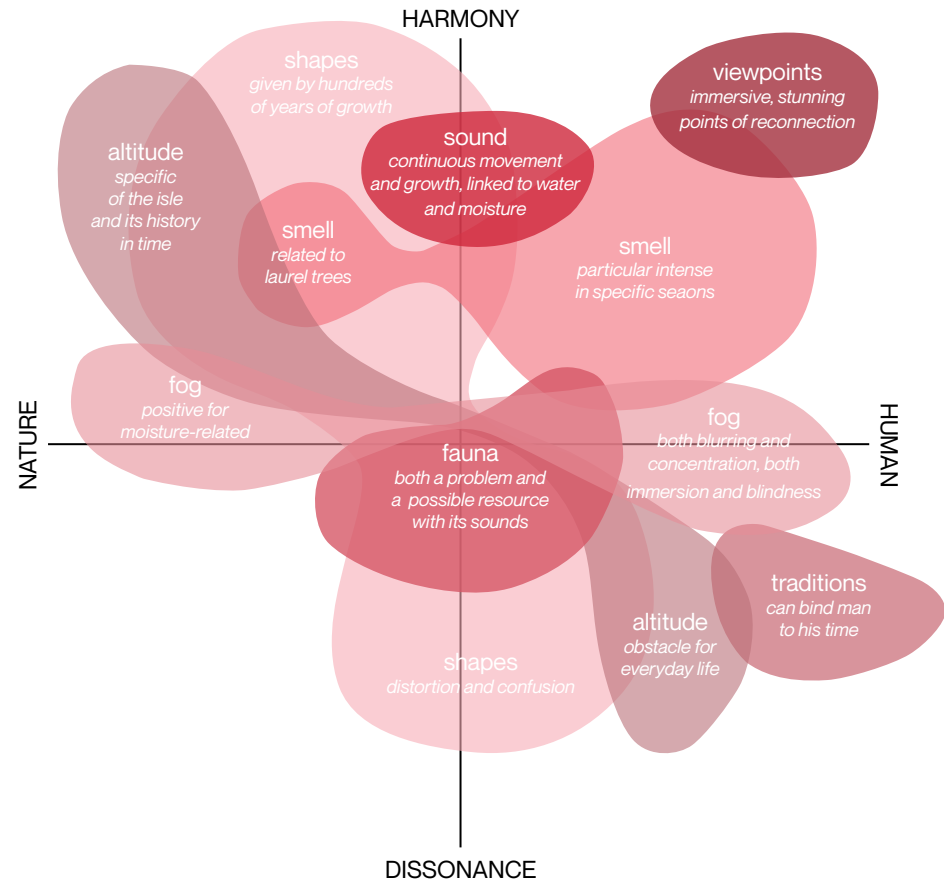 HARMONY
shapes
given by hundreds
of years of growth
viewpoints
immersive, stunning
points of reconnection
sound
continuous movement
and growth, linked to water
and moisture
altitude
specific
of the isle
and its history
in time
smell
related to
laurel trees
smell
particular intense
in specific seaons
fog
positive for
moisture-related
NATURE
HUMAN
fog
both blurring and
concentration, both
immersion and blindness
fauna
both a problem and
a possible resource
with its sounds
traditions
can bind man
to his time
altitude
obstacle for
everyday life
shapes
distortion and confusion
DISSONANCE